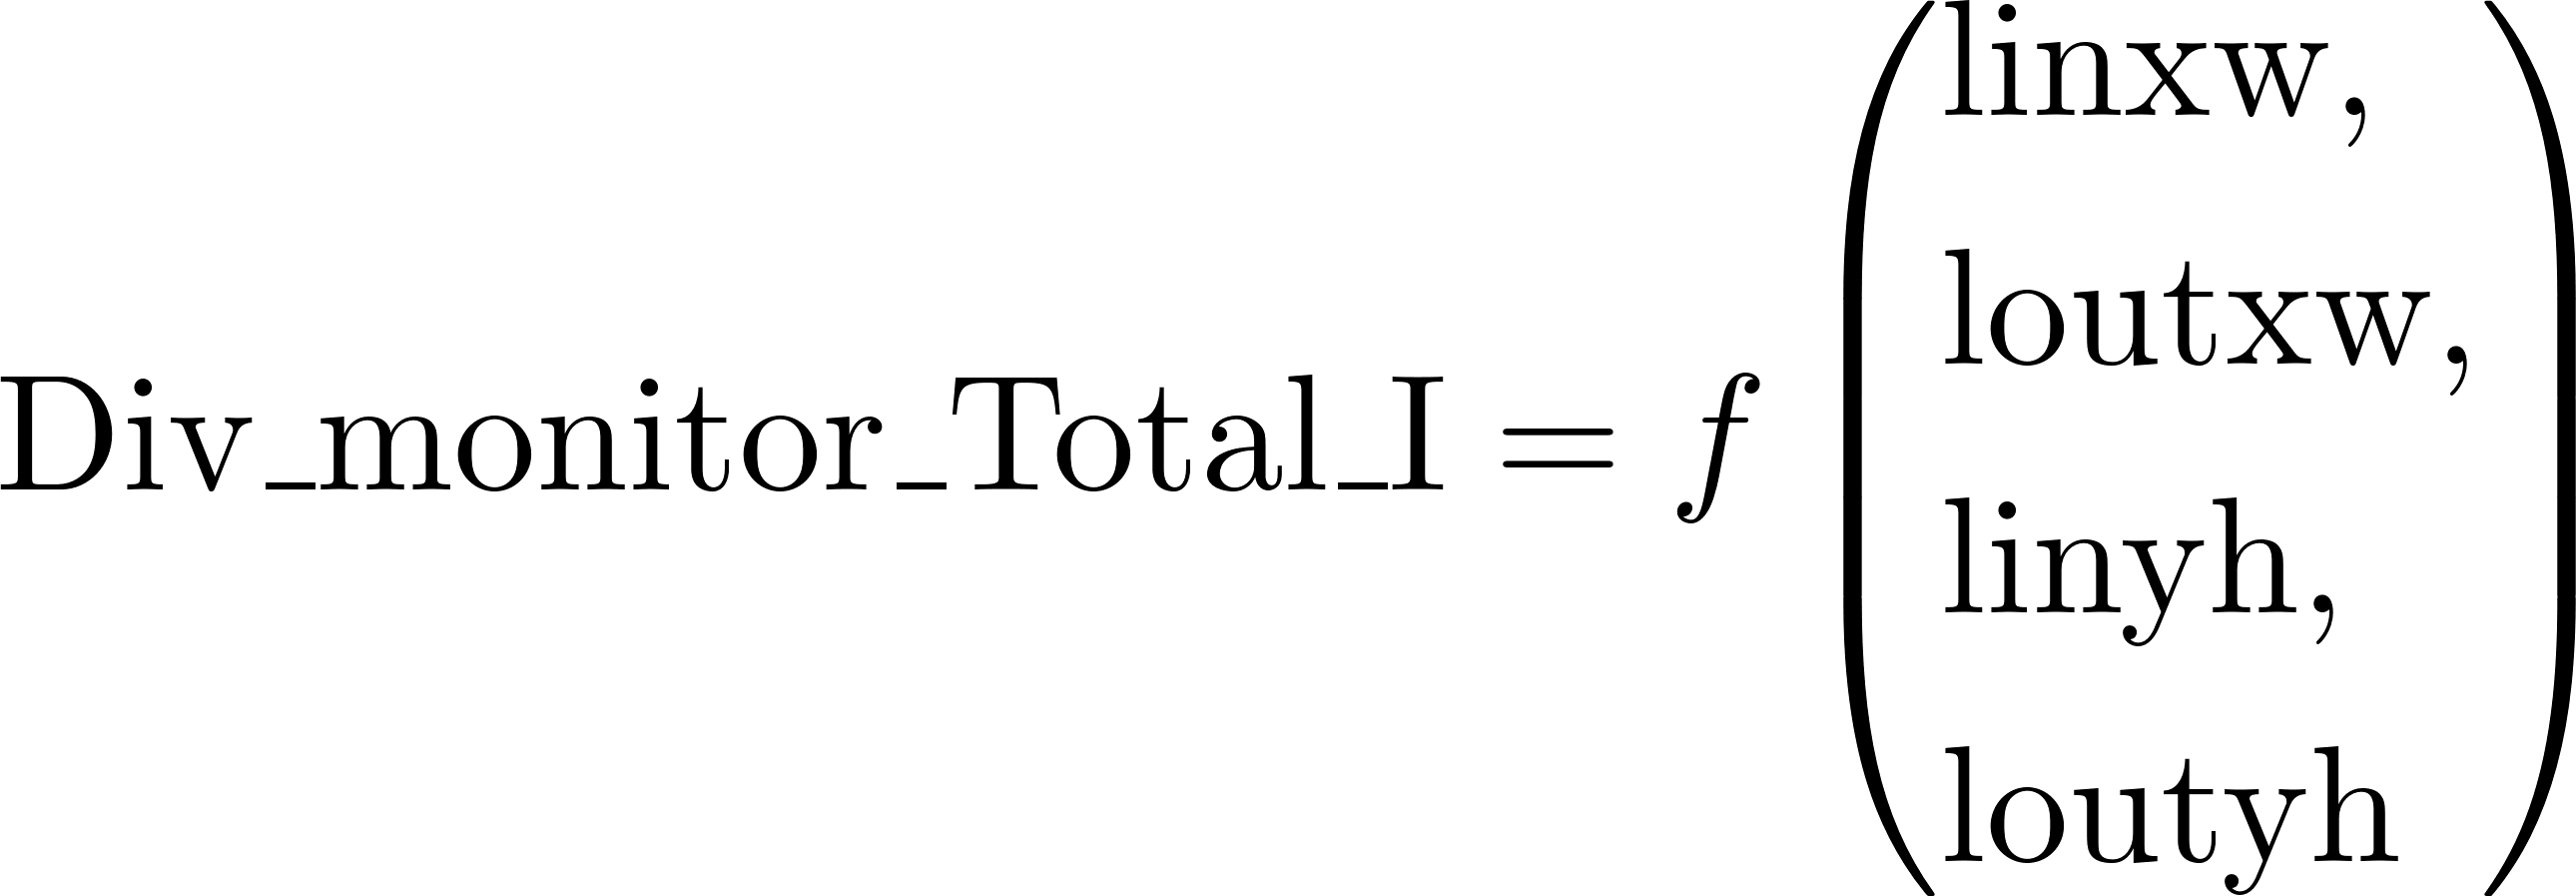 Div_monitor_Total_I = f (linxw,
loutxw,
linyh,
loutyh)